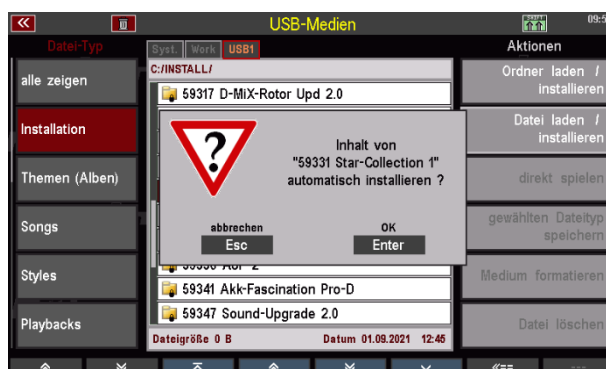 USB-Medien
SHIFT
09:5
Datei-Typ
Syst. Work USB1
Aktionen
C:/INSTALL/
alle zeigen
Installation
Themen (Alben)
Songs
Styles
Playbacks
59317 D-MiX-Rotor Upd 2.0
?
Inhalt von
"59331 Star-Collection 1"
automatisch installieren ?
abbrechen
Esc
OK
Enter
59341 Akk-Fascination Pro-D
59347 Sound-Upgrade 2.0
Dateigröße 0 B Datum 01.09.2021 12:45
Ordner laden /
installieren
Datei laden /
installieren
direkt spielen
gewählten Dateityp
speichern
Medium formatieren
Datei löschen